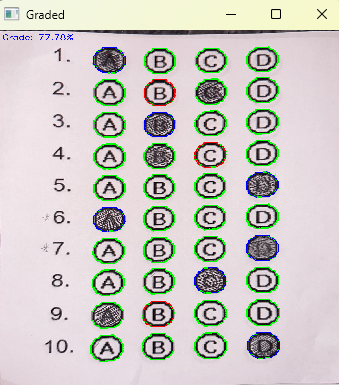 Graded
Grade: 77.78%
1. B C D
2. A B D
3. A C D
4. A C D
5. A B C
*6. B C D
*7. A B C
8. A B D
9. B C D
10. A B C